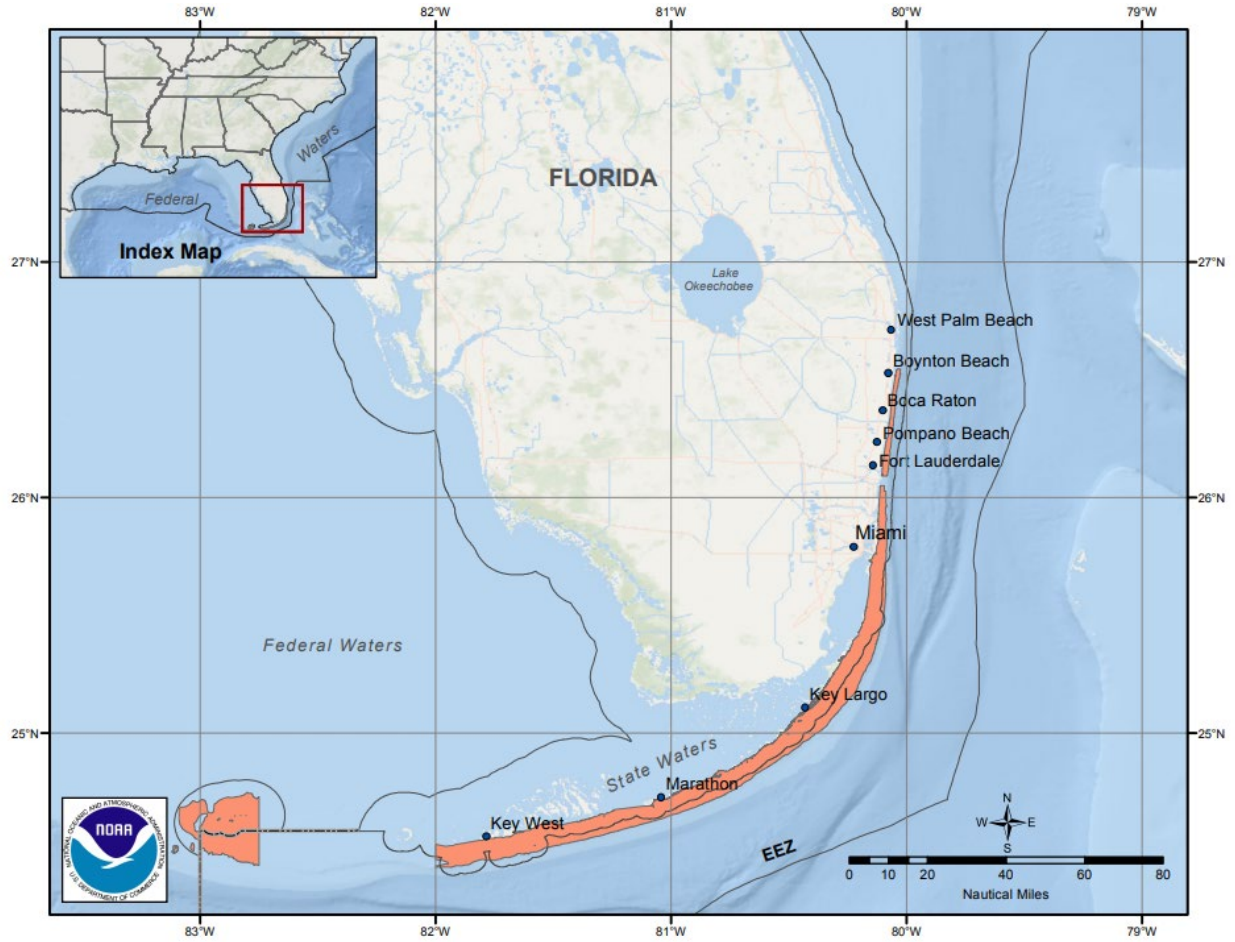 83°W
82°W
81°W
80°W
79°W
Federal
Waters
Index Map
FLORIDA
Lake
Okeechobee
27°N
27°N
West Palm Beach
Boynton Beach
Boca Raton
Pompano Beach
Fort Lauderdale
26°N
26°N
Miami
Federal Waters
Key Largo
25°N
25°N
State Waters
Marathon
Key West
NATIONAL OCEANIC AND ATMOSPHERIC ADMINISTRATION
NOAA
U.S. DEPARTMENT OF COMMERCE
EEZ
N
W
E
S
0 10 20 40 60 80
Nautical Miles
83°W
82°W
81°W
80°W
79°W